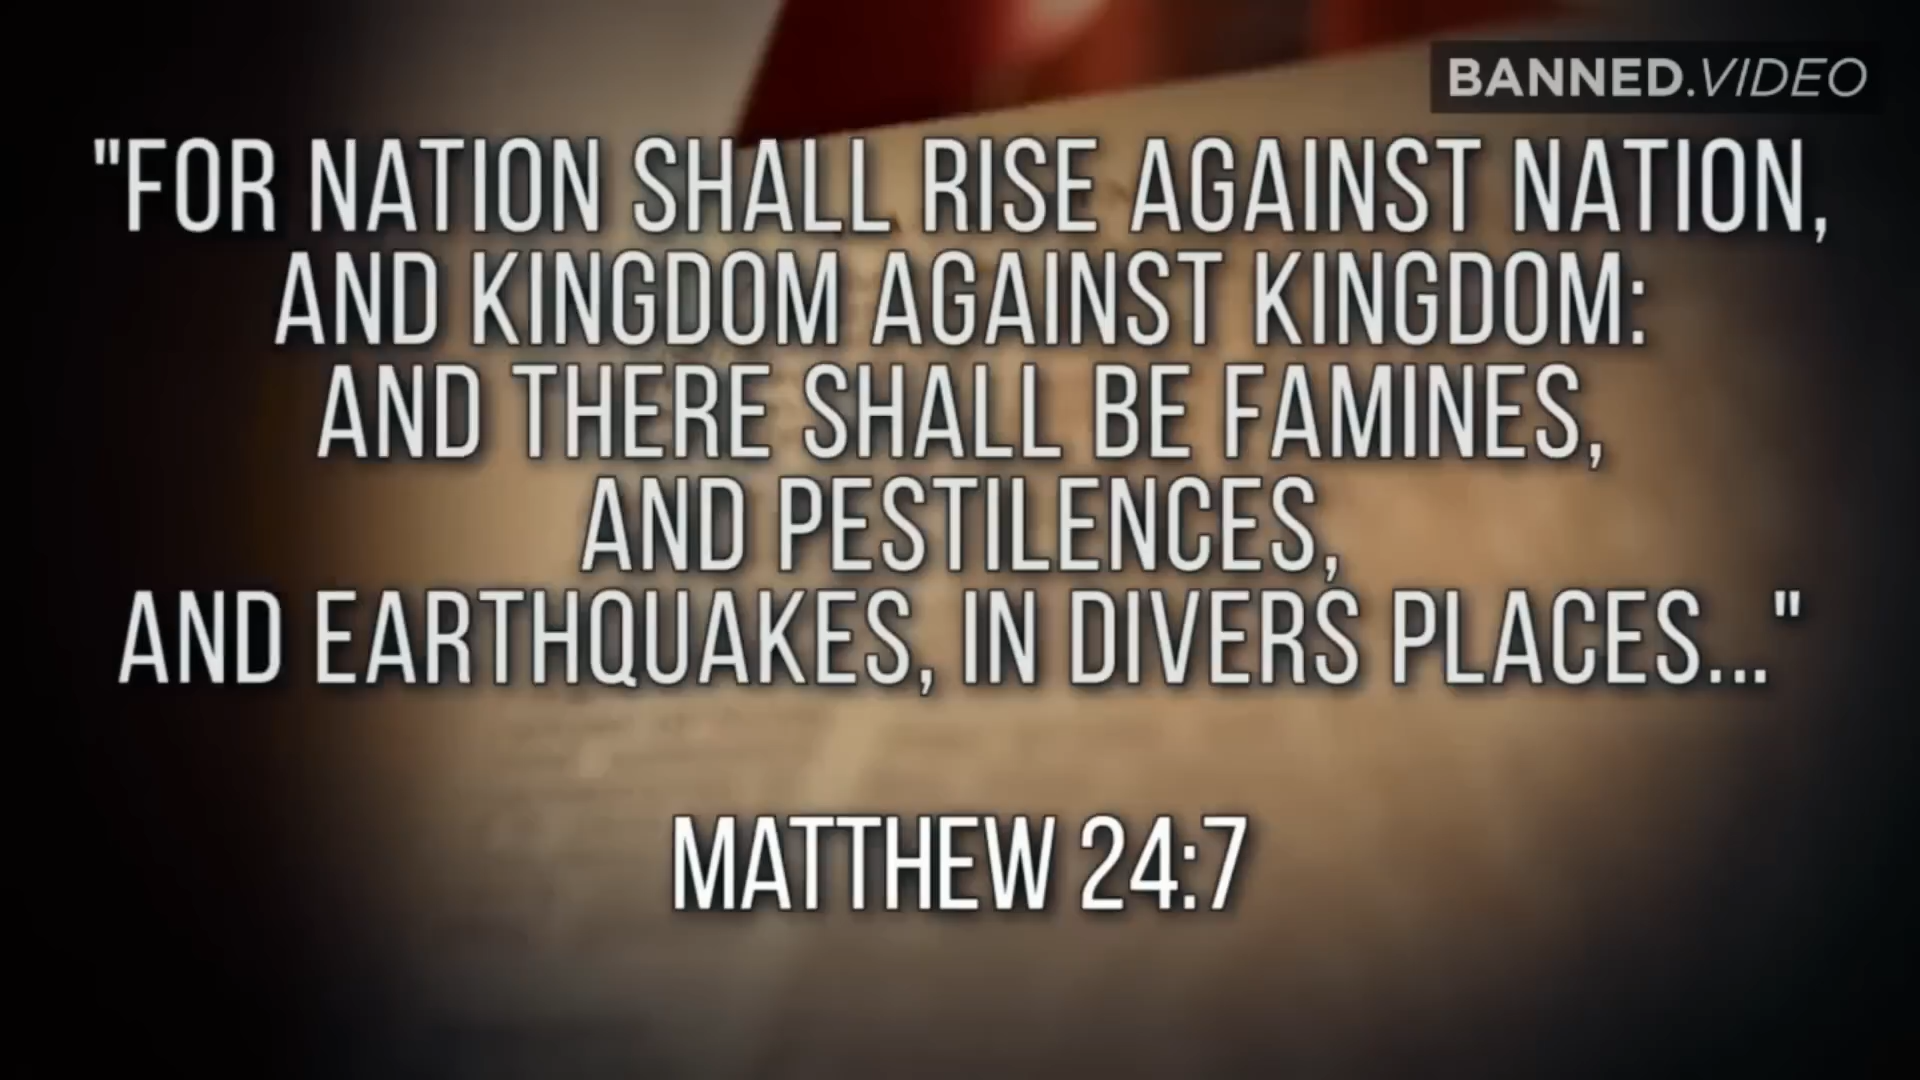 BANNED.VIDEO
"FOR NATION SHALL RISE AGAINST NATION,
AND KINGDOM AGAINST KINGDOM:
AND THERE SHALL BE FAMINES,
AND PESTILENCES,
AND EARTHQUAKES, IN DIVERS PLACES..."
MATTHEW 24:7